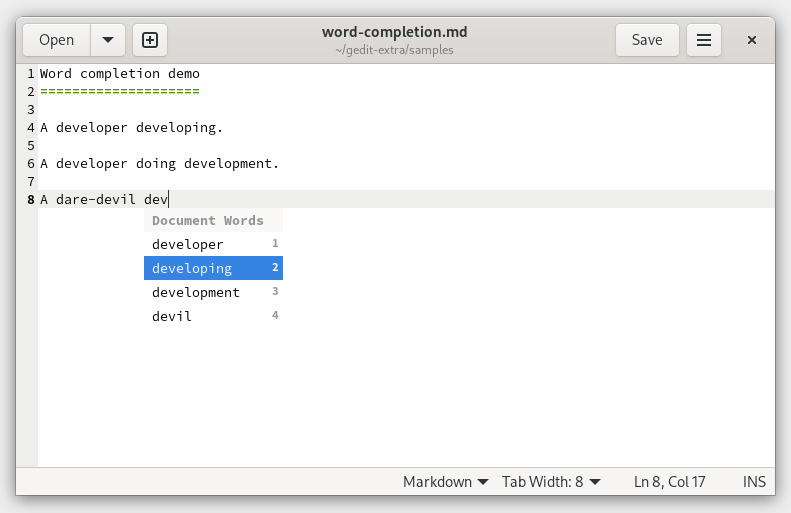 Open
word-completion.md
~/gedit-extra/samples
Save
1 Word completion demo
2 ====================
3
4 A developer developing.
5
6 A developer doing development.
7
8 A dare-devil dev
Document Words
developer 1
developing 2
development 3
devil 4
Markdown Tab Width: 8 Ln 8, Col 17 INS